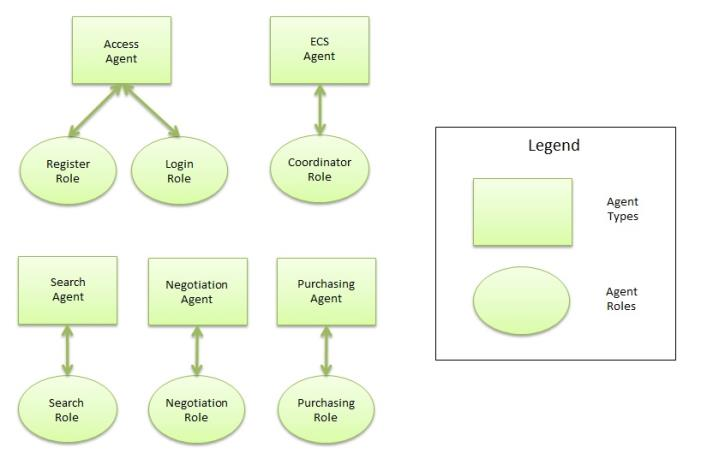 Access
Agent
ECS
Agent
Register
Role
Login
Role
Coordinator
Role
Legend
Agent
Types
Agent
Roles
Search
Agent
Negotiation
Agent
Purchasing
Agent
Search
Role
Negotiation
Role
Purchasing
Role